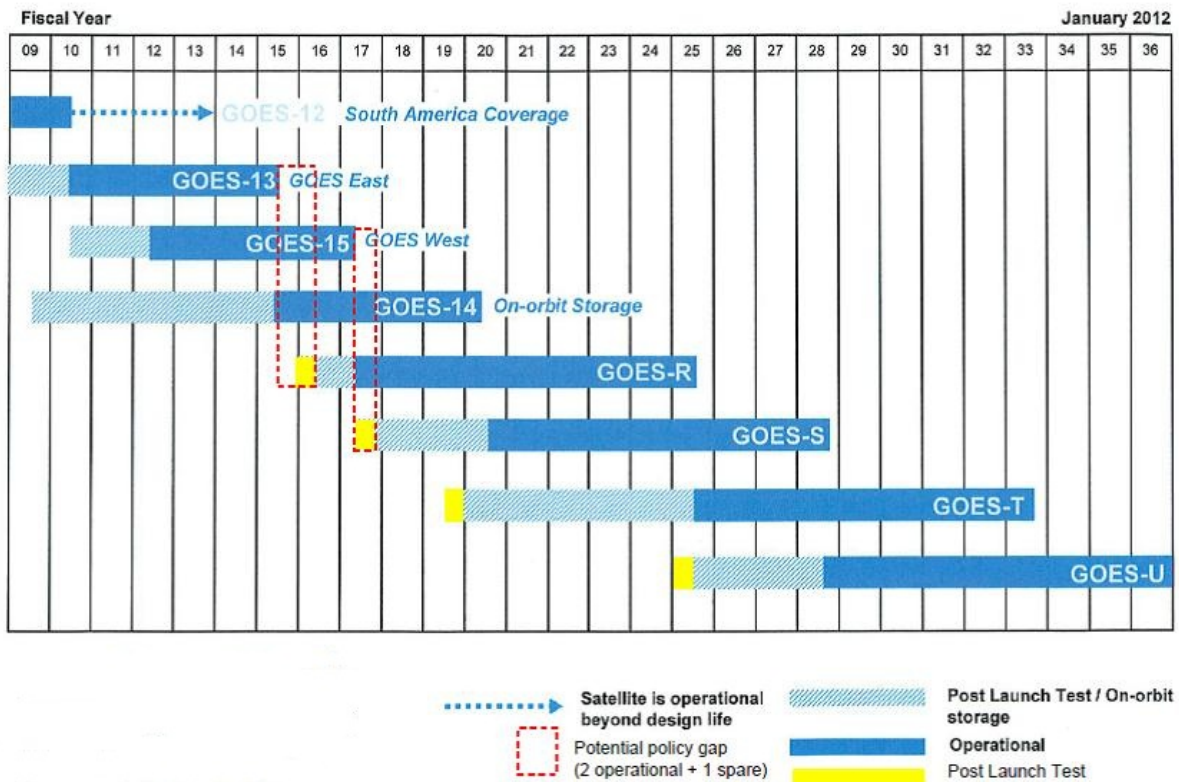 Fiscal Year January 2012
09 10 11 12 13 14 15 16 17 18 19 20 21 22 23 24 25 26 27 28 29 30 31 32 33 34 35 36
GOES-12 South America Coverage
GOES-13 GOES East
GOES-15 GOES West
GOES-14 On-orbit Storage
GOES-R
GOES-S
GOES-T
GOES-U
Satellite is operational
beyond design life
Potential policy gap
(2 operational + 1 spare)
Post Launch Test / On-orbit
storage
Operational
Post Launch Test